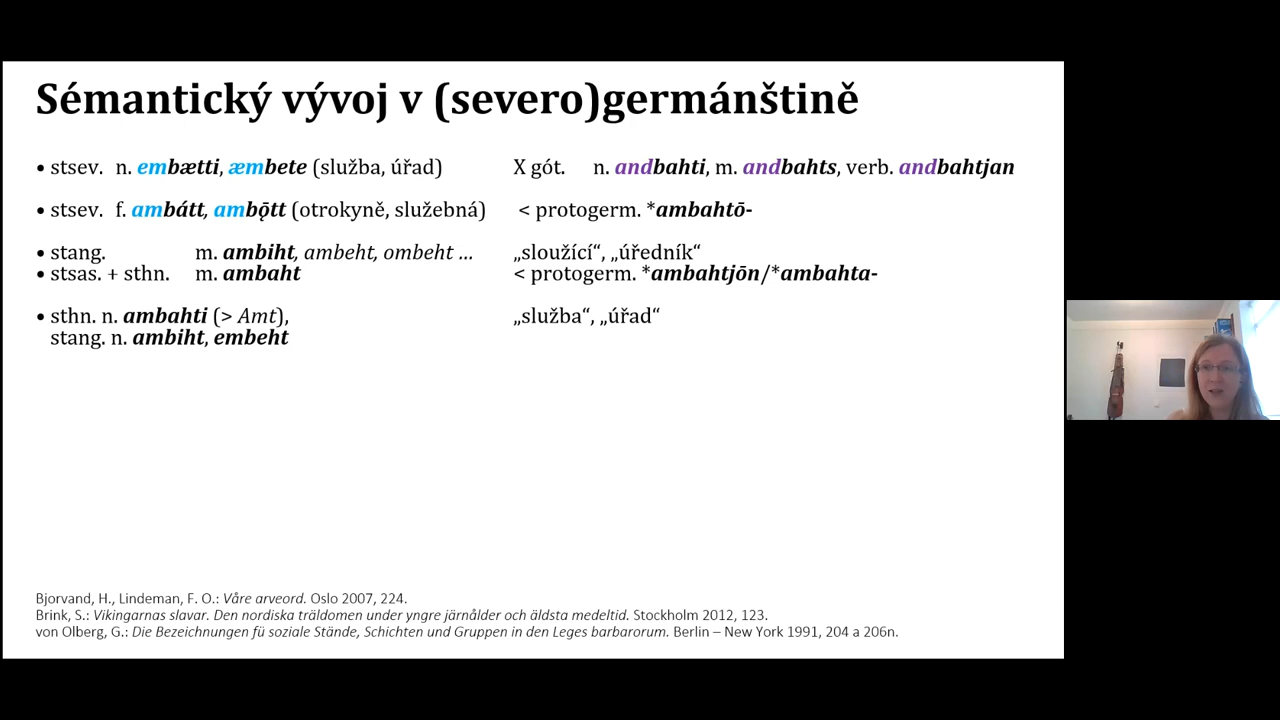 Sémantický vývoj v (severo)germánštině
• stsev. n. embætti, æmbete (služba, úřad) X gót. n. andbahti, m. andbahts, verb. andbahtjan
• stsev. f. ambátt, ambǭtt (otrokyně, služebná) < protogerm. *ambahtō-
• stang. m. ambiht, ambeht, ombeht ... „sloužící“, „úředník“
• stsas. + sthn. m. ambaht < protogerm. *ambahtjōn/*ambahta-
• sthn. n. ambahti (> Amt), „služba“, „úřad“
stang. n. ambiht, embeht
Bjorvand, H., Lindeman, F. O.: Våre arveord. Oslo 2007, 224.
Brink, S.: Vikingarnas slavar. Den nordiska träldomen under yngre järnålder och äldsta medeltid. Stockholm 2012, 123.
von Olberg, G.: Die Bezeichnungen fü soziale Stände, Schichten und Gruppen in den Leges barbarorum. Berlin – New York 1991, 204 a 206n.